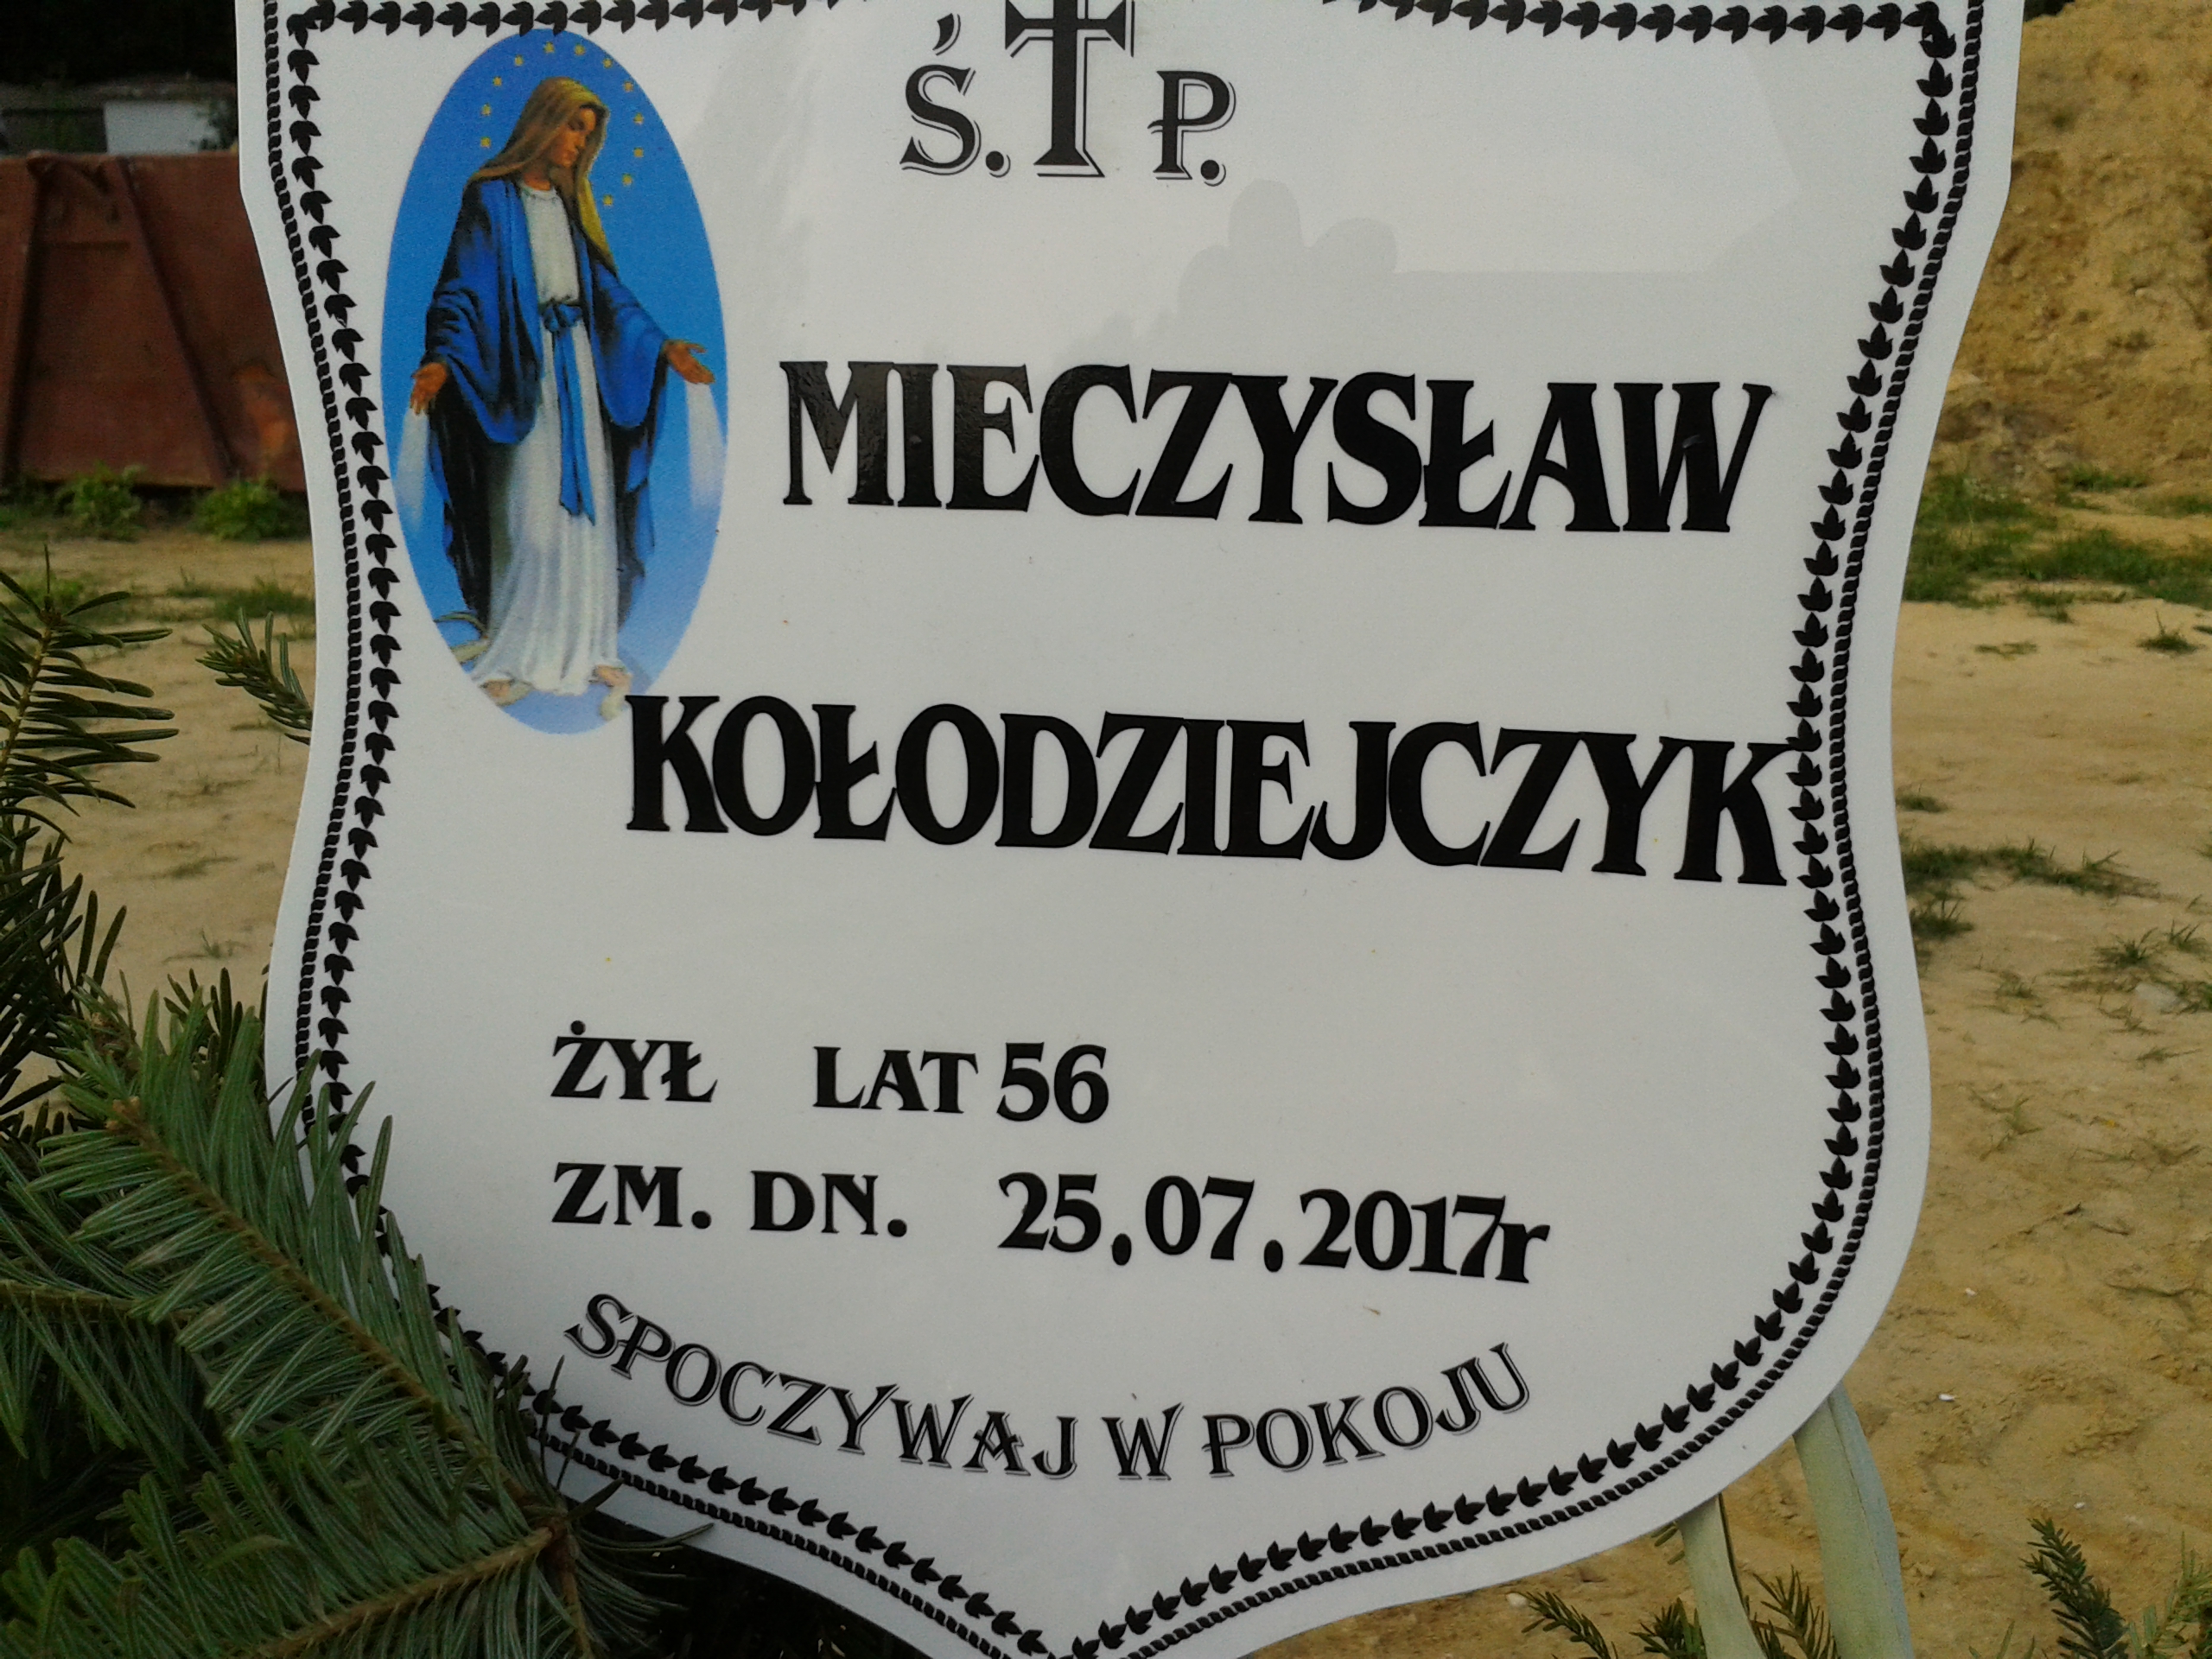 Ś. P.
MIECZYSŁAW
KOŁODZIEJCZYK
ŻYŁ LAT 56
ZM. DN. 25.07.2017r
SPOCZYWAJ W POKOJU